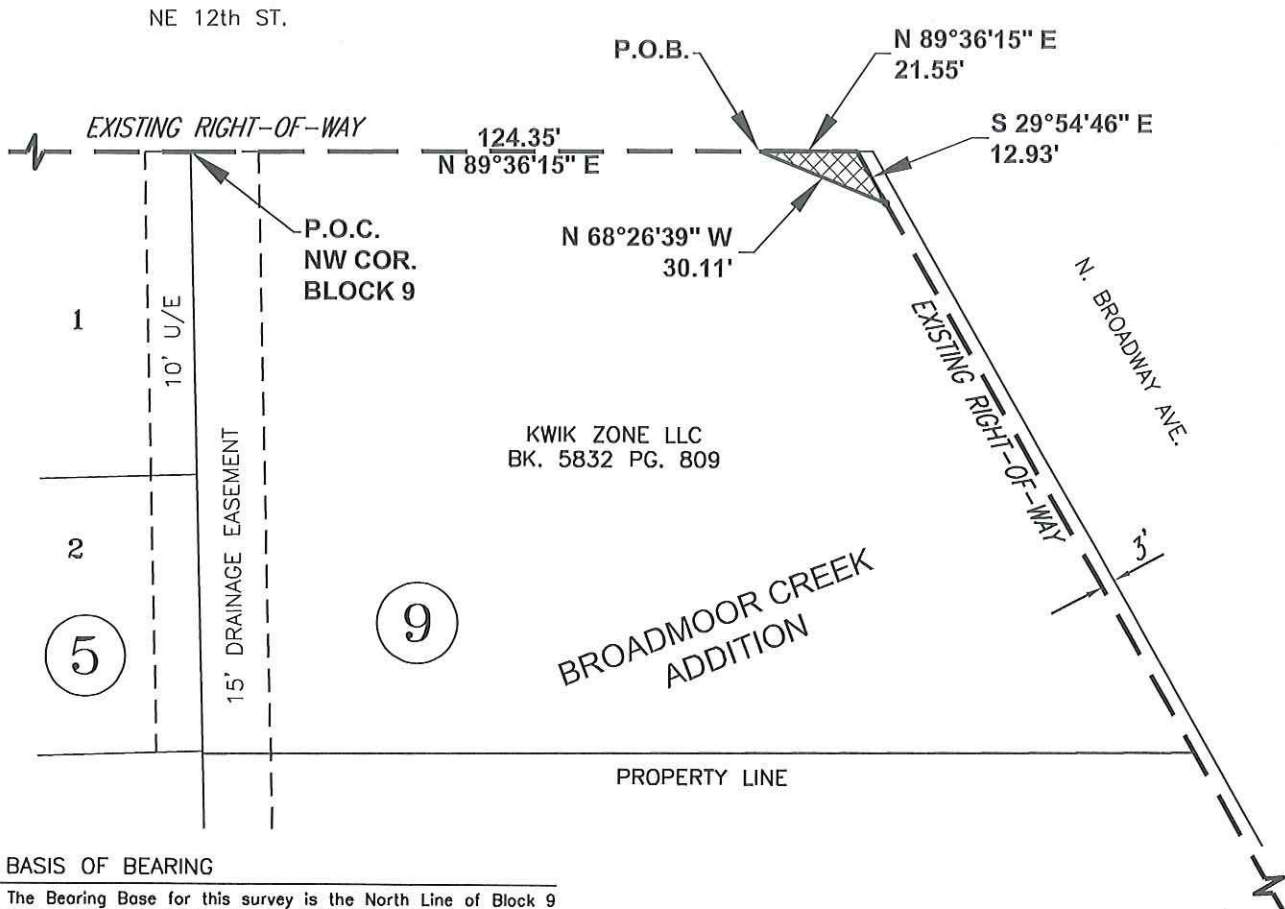 NE 12th ST.
P.O.B.
N 89°36'15" E
21.55'
EXISTING RIGHT-OF-WAY
124.35'
N 89°36'15" E
S 29°54'46" E
12.93'
P.O.C.
NW COR.
BLOCK 9
N 68°26'39" W
30.11'
1
10' U/E
N. BROADWAY AVE.
EXISTING RIGHT-OF-WAY
KWIK ZONE LLC
BK. 5832 PG. 809
15' DRAINAGE EASEMENT
2
3'
5
9
BROADMOOR CREEK
ADDITION
PROPERTY LINE
BASIS OF BEARING
The Bearing Base for this survey is the North Line of Block 9